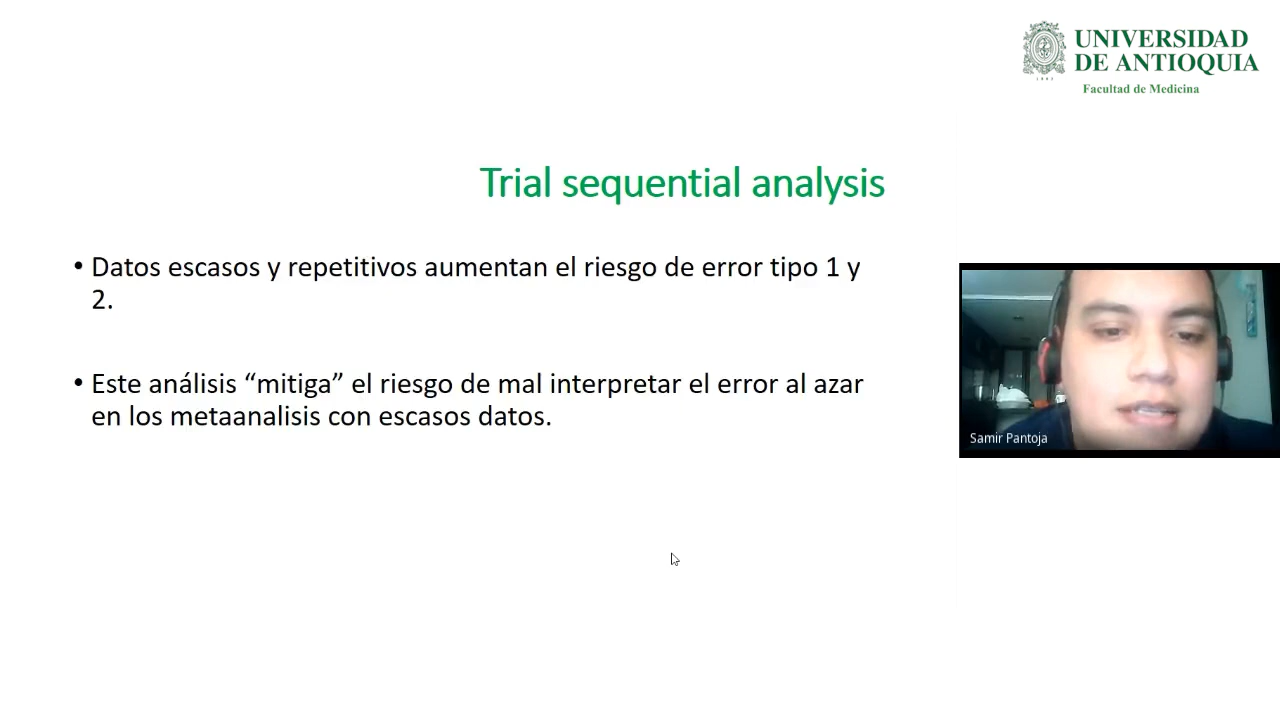 UNIVERSIDAD
DE ANTIOQUIA
1803
Facultad de Medicina
Trial sequential analysis
• Datos escasos y repetitivos aumentan el riesgo de error tipo 1 y
2.
• Este análisis “mitiga” el riesgo de mal interpretar el error al azar
en los metaanalisis con escasos datos.
Samir Pantoja